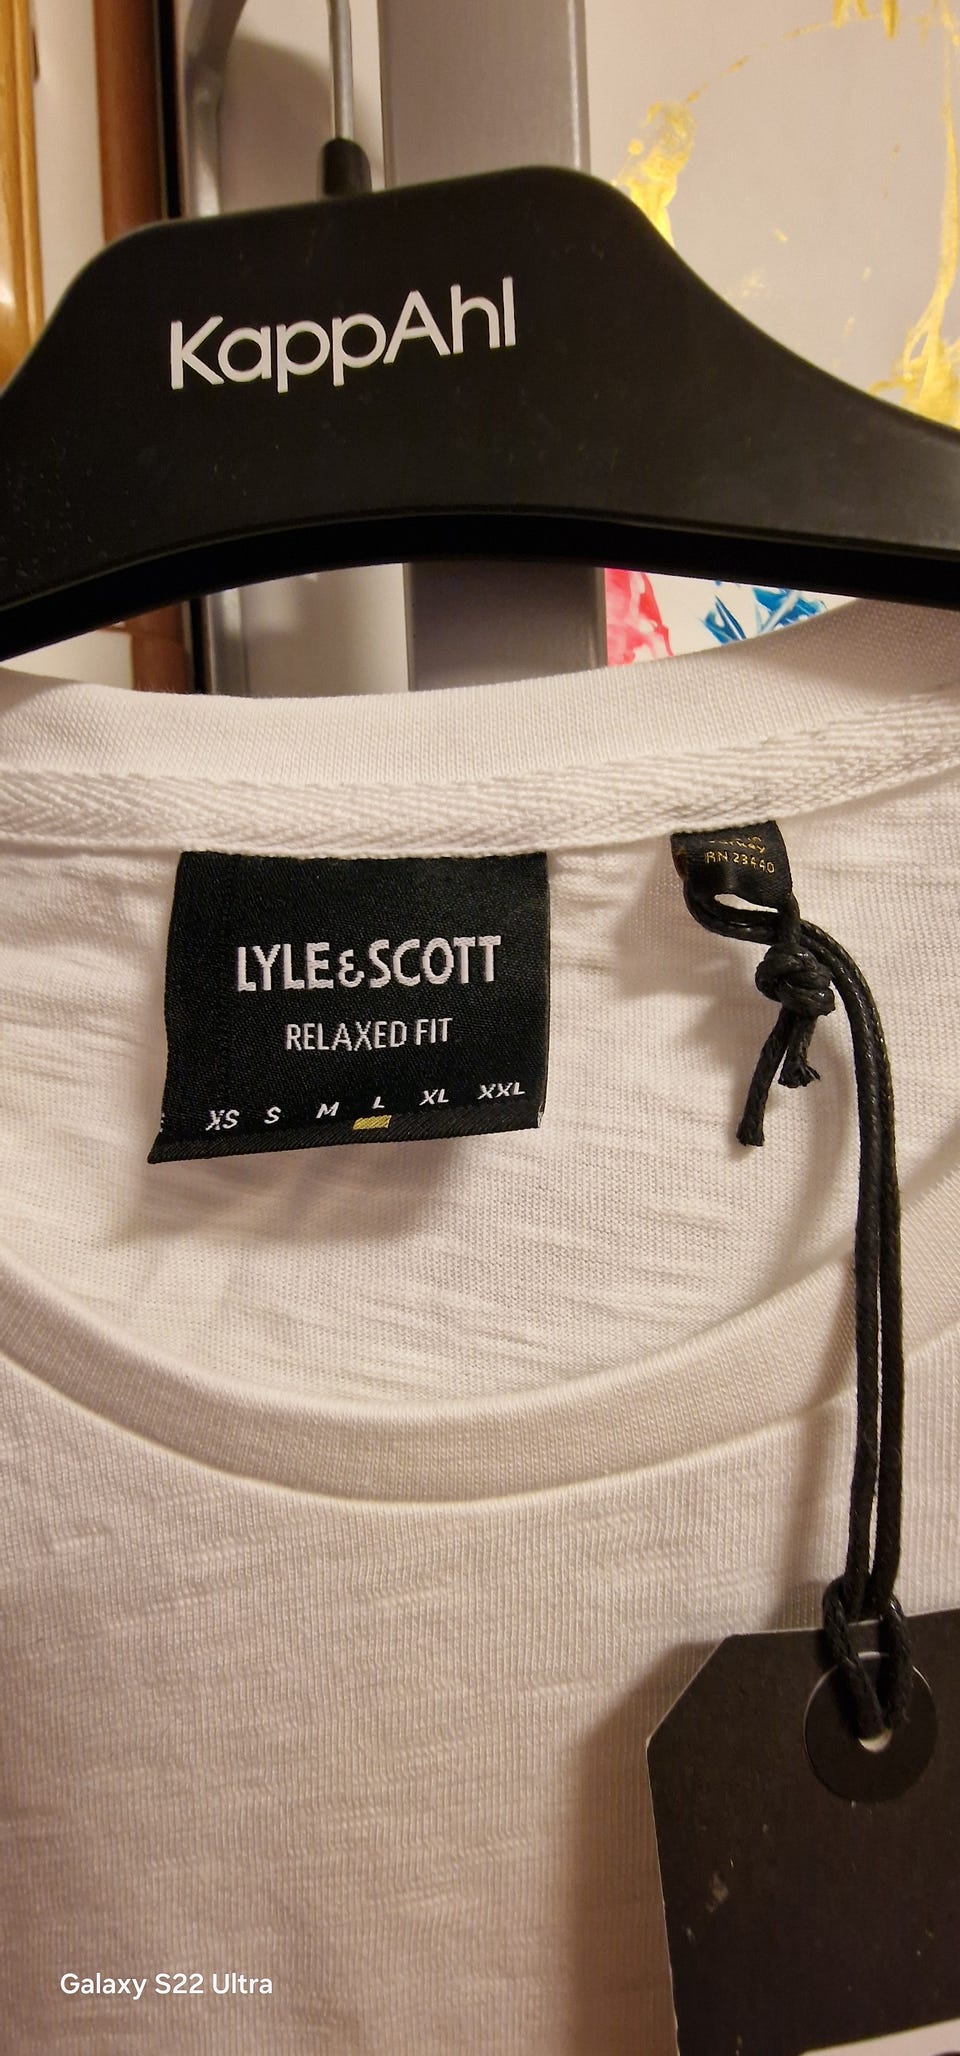 KappAhl
LYLE & SCOTT
RELAXED FIT
XS S M L XL XXL
RN 23440
Galaxy S22 Ultra